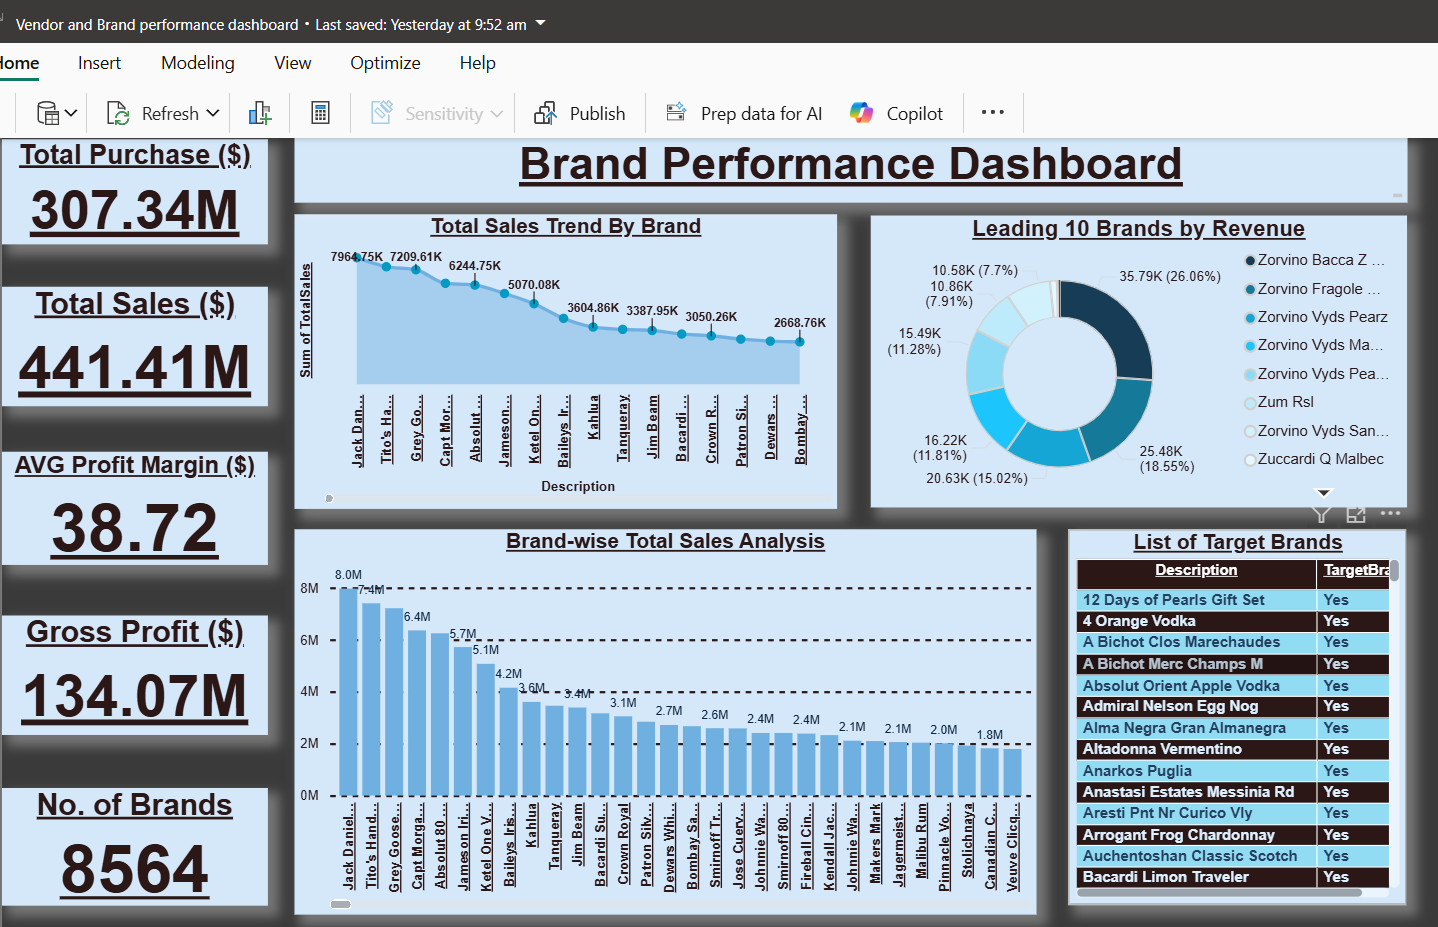 Vendor and Brand performance dashboard • Last saved: Yesterday at 9:52 am
Home Insert Modeling View Optimize Help
Refresh Sensitivity Publish Prep data for AI Copilot
Brand Performance Dashboard
Total Purchase ($)
307.34M
Total Sales ($)
441.41M
AVG Profit Margin ($)
38.72
Gross Profit ($)
134.07M
No. of Brands
8564
Total Sales Trend By Brand
Sum of TotalSales
7964.75K 7209.61K
6244.75K
5070.08K
3604.86K 3387.95K
3050.26K
2668.76K
Jack Dan...
Tito's Ha...
Grey Go...
Capt Mor...
Absolut ...
Jameson...
Ketel On...
Baileys Ir...
Kahlua
Tanqueray
Jim Beam
Bacardi ...
Crown R...
Patron Si...
Dewars ...
Bombay ...
Description
Leading 10 Brands by Revenue
35.79K (26.06%)
25.48K
(18.55%)
20.63K (15.02%)
16.22K
(11.81%)
15.49K
(11.28%)
10.86K
(7.91%)
10.58K (7.7%)
Zorvino Bacca Z ...
Zorvino Fragole ...
Zorvino Vyds Pearz
Zorvino Vyds Ma...
Zorvino Vyds Pea...
Zum Rsl
Zorvino Vyds San...
Zuccardi Q Malbec
Brand-wise Total Sales Analysis
8M
6M
4M
2M
0M
8.0M
7.4M
6.4M
5.7M
5.1M
4.2M
3.6M
3.4M
3.1M
2.7M
2.6M
2.4M
2.4M
2.1M
2.1M
2.0M
1.8M
Jack Daniel...
Tito's Hand...
Grey Goose...
Capt Morga...
Absolut 80 ...
Jameson Iri...
Ketel One V...
Baileys Iris...
Kahlua
Tanqueray
Jim Beam
Bacardi Su...
Crown Royal
Patron Silv...
Dewars Whi...
Bombay Sa...
Smirnoff Tr...
Jose Cuerv...
Johnnie Wa...
Smirnoff 80...
Fireball Cin...
Kendall Jac...
Johnnie Wa...
Makers Mark
Jagermeist...
Malibu Rum
Pinnacle Vo...
Stolichnaya
Canadian C...
Veuve Clicq...
List of Target Brands
Description TargetBra
12 Days of Pearls Gift Set Yes
4 Orange Vodka Yes
A Bichot Clos Marechaudes Yes
A Bichot Merc Champs M Yes
Absolut Orient Apple Vodka Yes
Admiral Nelson Egg Nog Yes
Alma Negra Gran Almanegra Yes
Altadonna Vermentino Yes
Anarkos Puglia Yes
Anastasi Estates Messinia Rd Yes
Aresti Pnt Nr Curico Vly Yes
Arrogant Frog Chardonnay Yes
Auchentoshan Classic Scotch Yes
Bacardi Limon Traveler Yes